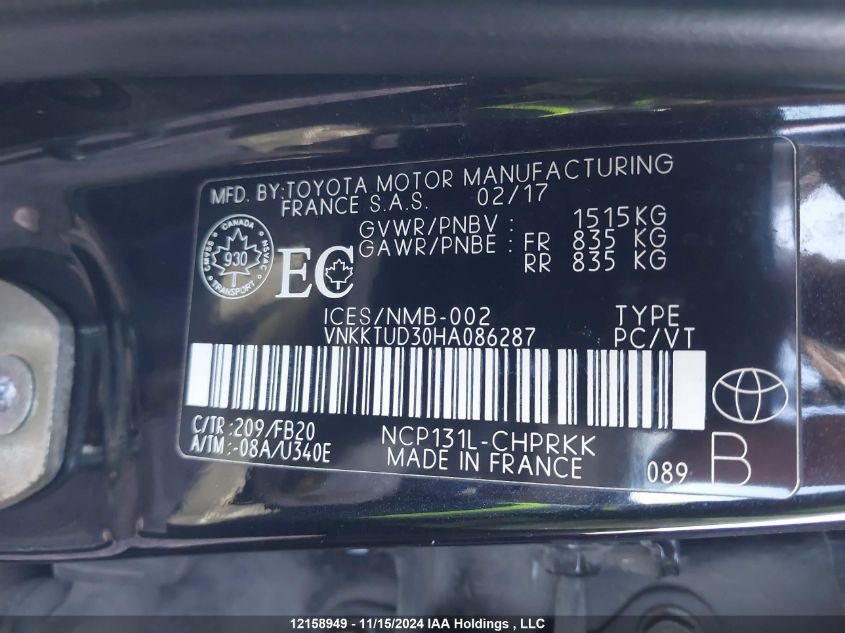 MFD. BY:TOYOTA MOTOR MANUFACTURING
FRANCE S.A.S. 02/17
GVWR/PNBV : 1515KG
GAWR/PNBE : FR 835 KG
RR 835 KG
CANADA
930
TRANSPORT
NSVAC
EC
ICES/NMB-002 TYPE
VNKKTUD30HA086287 PC/VT
C/TR:209/FB20 NCP131L-CHPRKK
A/TM:-08A/U340E MADE IN FRANCE
089 B
12158949 - 11/15/2024 IAA Holdings , LLC